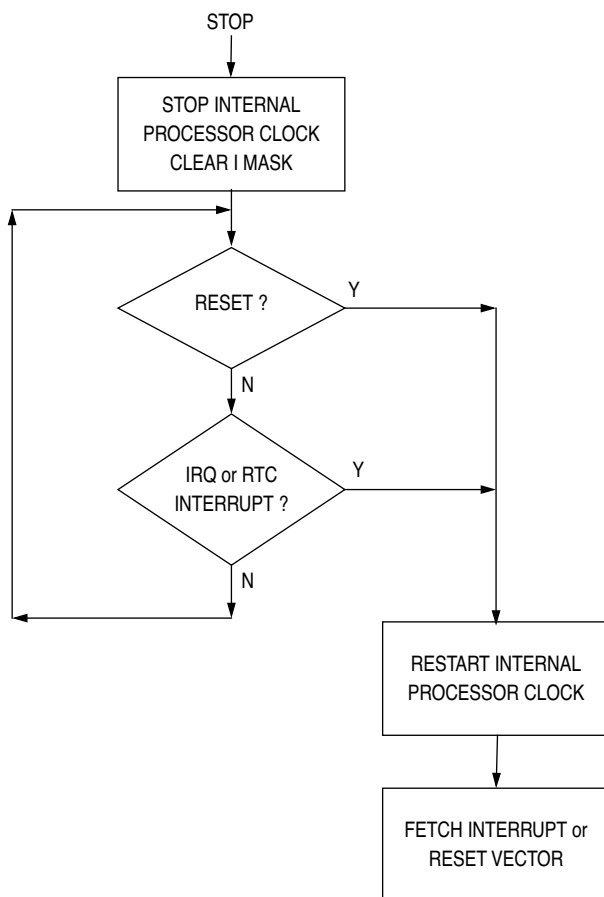 STOP
STOP INTERNAL
PROCESSOR CLOCK
CLEAR I MASK
RESET ?
Y
N
IRQ or RTC
INTERRUPT ?
Y
N
RESTART INTERNAL
PROCESSOR CLOCK
FETCH INTERRUPT or
RESET VECTOR